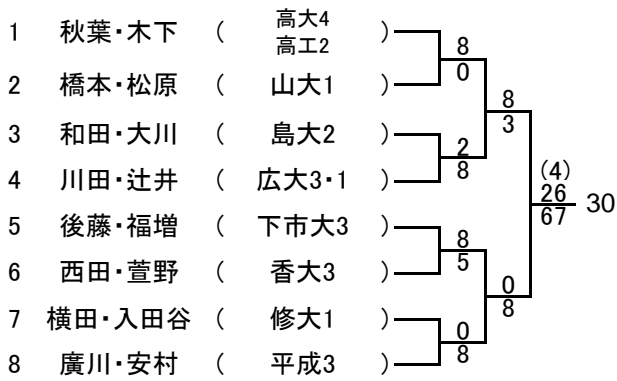 1 秋葉・木下 ( 高大4 高工2 )
2 橋本・松原 ( 山大1 )
3 和田・大川 ( 島大2 )
4 川田・辻井 ( 広大3・1 )
5 後藤・福増 ( 下市大3 )
6 西田・萱野 ( 香大3 )
7 横田・入田谷 ( 修大1 )
8 廣川・安村 ( 平成3 )
8
0
2
8
8
5
0
8
8
3
0
8
(4)
26
67
30